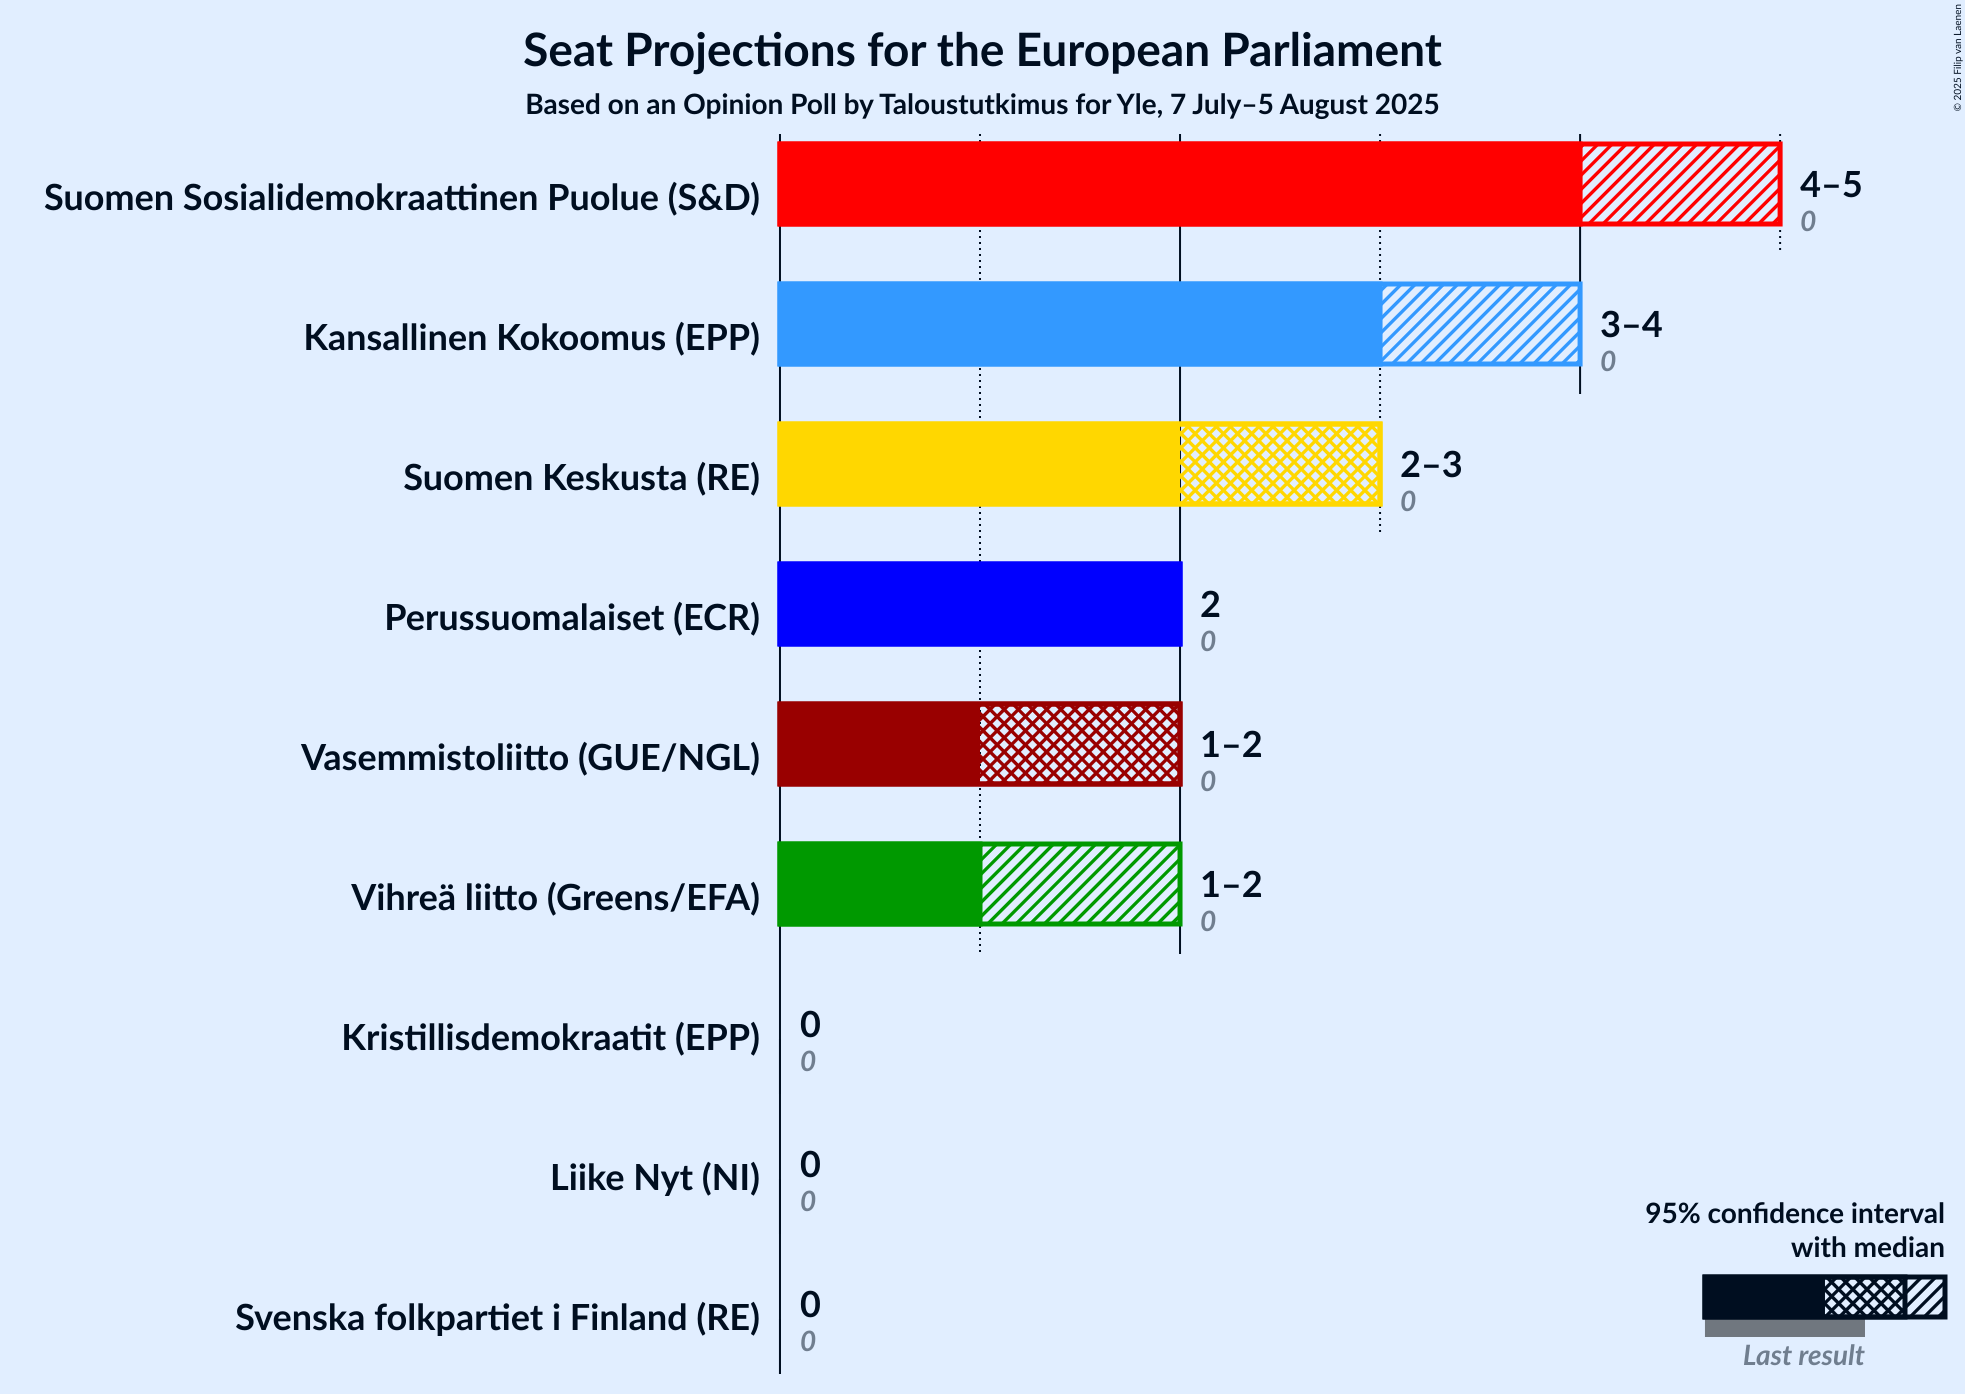 Seat Projections for the European Parliament
Based on an Opinion Poll by Taloustutkimus for Yle, 7 July–5 August 2025
© 2025 Filip van Laenen
Suomen Sosialidemokraattinen Puolue (S&D)
4–5
0
Kansallinen Kokoomus (EPP)
3–4
0
Suomen Keskusta (RE)
2–3
0
Perussuomalaiset (ECR)
2
0
Vasemmistoliitto (GUE/NGL)
1–2
0
Vihreä liitto (Greens/EFA)
1–2
0
Kristillisdemokraatit (EPP)
0
0
Liike Nyt (NI)
0
0
Svenska folkpartiet i Finland (RE)
0
0
95% confidence interval
with median
Last result